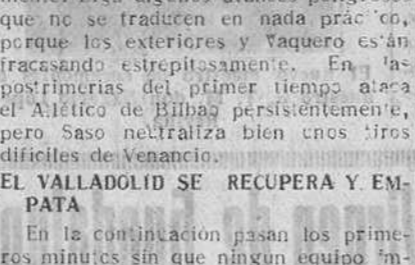 que no se traducen en nada práctico,
porque los exteriores y Vaquero están
fracasando estrepitosamente. En las
postrimerías del primer tiempo ataca
el Atlético de Bilbao persistentemente,
pero Saso neutraliza bien unos tiros
difíciles de Venancio.
EL VALLADOLID SE RECUPERA Y EM-
PATA
En la continuación pasan los prime-
ros minutos sin que ningun equipo im-